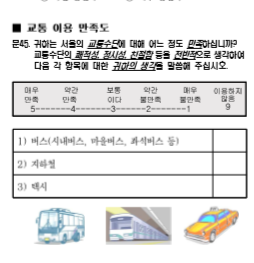 ■ 교통 이용 만족도
문45. 귀하는 서울의 교통수단에 대해 어느 정도 만족하십니까?
교통수단의 쾌적성, 정시성, 친절함 등을 전반적으로 생각하여
다음 각 항목에 대한 귀하의 생각을 말씀해 주십시오.
매우 만족 약간 만족 보통 이다 약간 불만족 매우 불만족 이용하지 않음
5--------4--------3--------2--------1 9
1) 버스(시내버스, 마을버스, 좌석버스 등)
2) 지하철
3) 택시